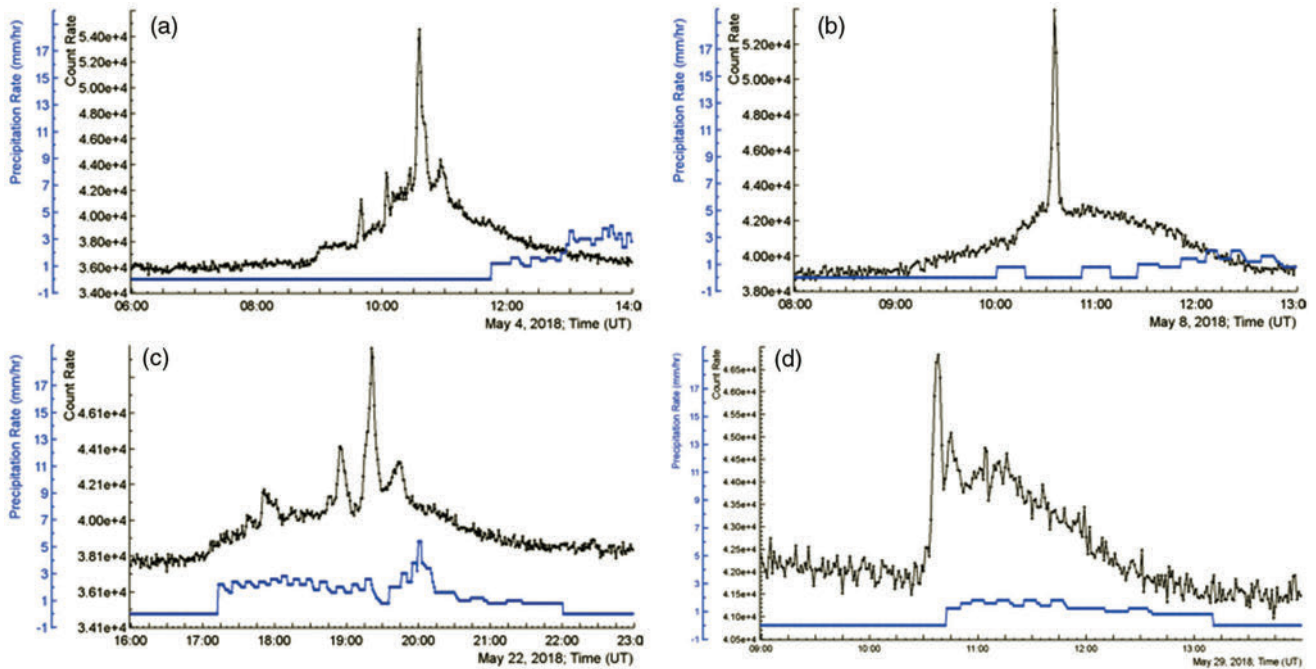 (a)
Precipitation Rate (mm/hr)
17
15
13
11
9
7
5
3
1
-1
Count Rate
5.40e+4
5.20e+4
5.00e+4
4.80e+4
4.60e+4
4.40e+4
4.20e+4
4.00e+4
3.80e+4
3.60e+4
3.40e+4
06:00 08:00 10:00 12:00 14:0
May 4, 2018; Time (UT)
(b)
Precipitation Rate (mm/hr)
17
15
13
11
9
7
5
3
1
-1
Count Rate
5.20e+4
5.00e+4
4.80e+4
4.60e+4
4.40e+4
4.20e+4
4.00e+4
3.80e+4
08:00 09:00 10:00 11:00 12:00 13:0
May 8, 2018; Time (UT)
(c)
Precipitation Rate (mm/hr)
17
15
13
11
9
7
5
3
1
-1
Count Rate
4.61e+4
4.41e+4
4.21e+4
4.00e+4
3.81e+4
3.61e+4
3.41e+4
16:00 17:00 18:00 19:00 20:00 21:00 22:00 23:0
May 22, 2018; Time (UT)
(d)
Precipitation Rate (mm/hr)
17
15
13
11
9
7
5
3
1
-1
Count Rate
4.65e+4
4.60e+4
4.55e+4
4.50e+4
4.45e+4
4.40e+4
4.35e+4
4.30e+4
4.25e+4
4.20e+4
4.15e+4
4.10e+4
4.05e+4
09:00 10:00 11:00 12:00 13:00
May 29, 2018, Time (UT)